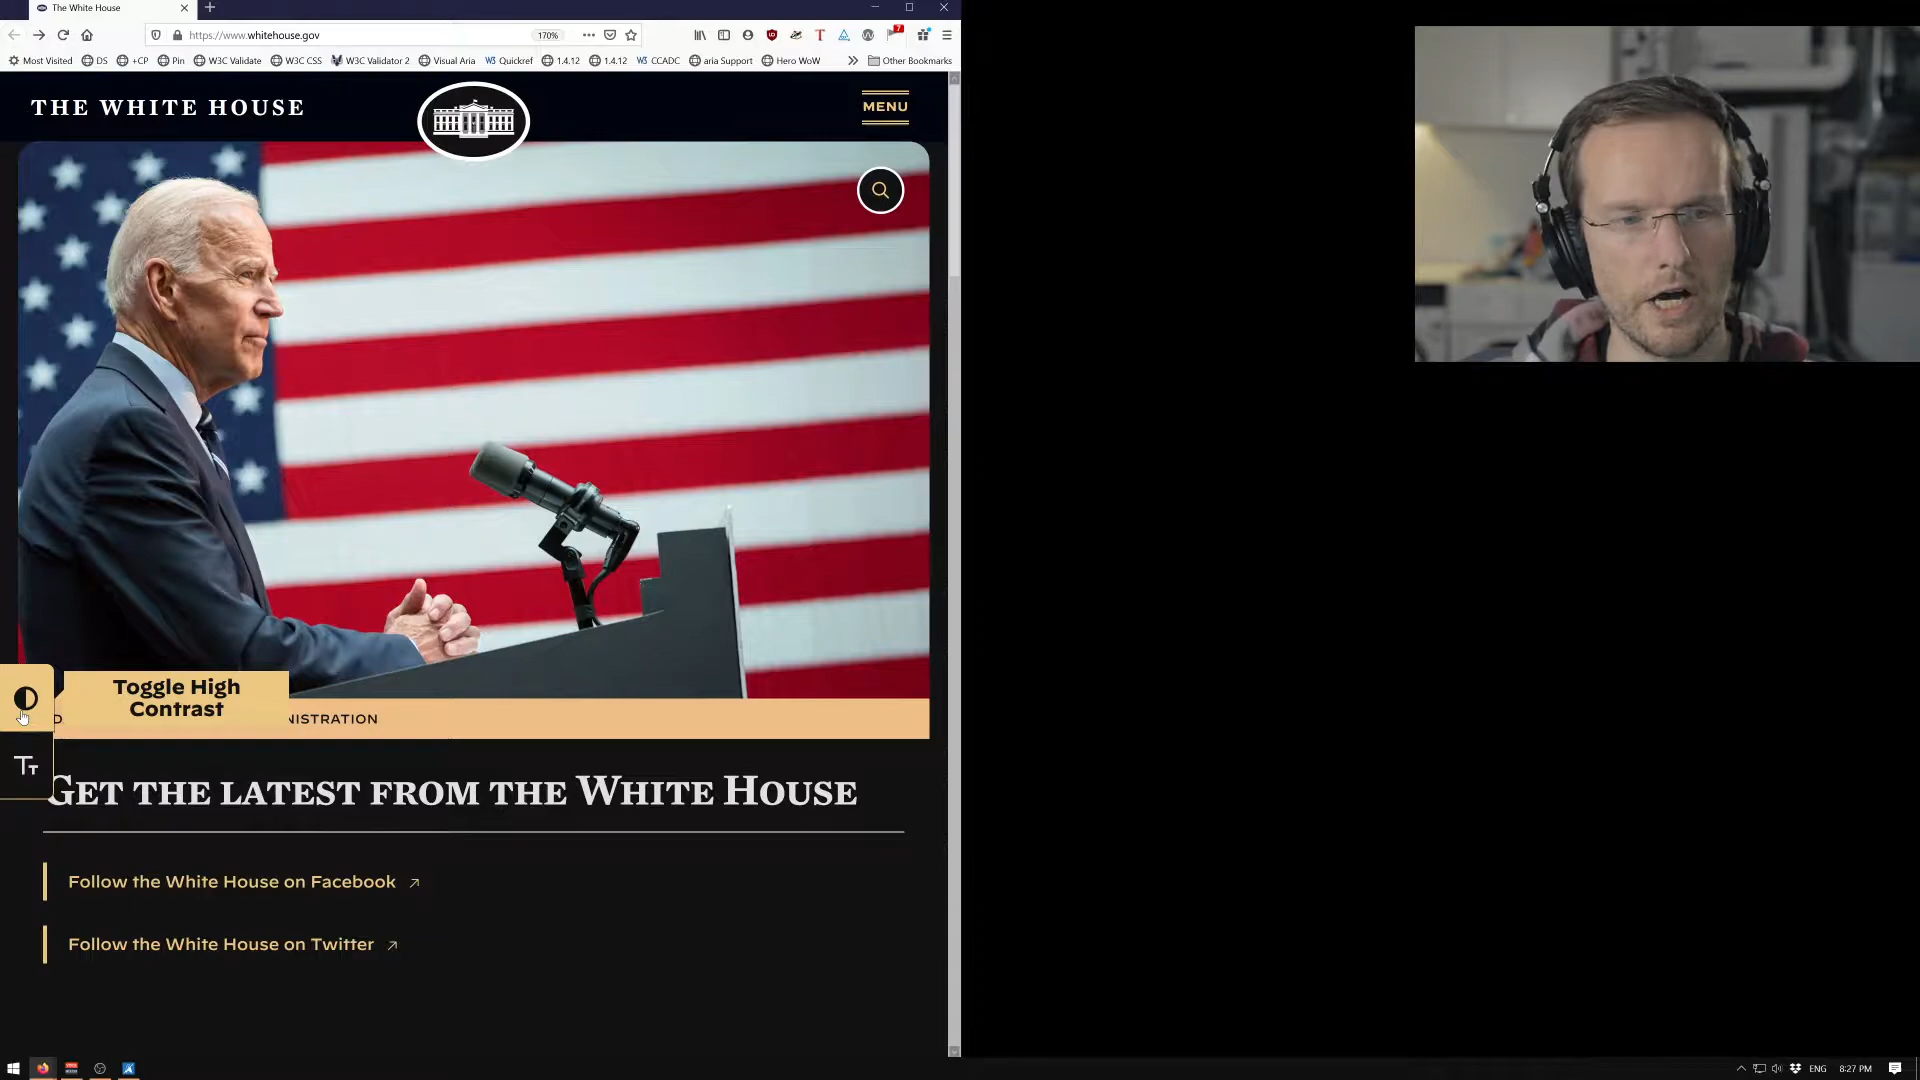 The White House
https://www.whitehouse.gov
170%
7
Most Visited
DS
+CP
Pin
W3C Validate
W3C CSS
W3C Validator 2
Visual Aria
W3 Quickref
1.4.12
1.4.12
W3 CCADC
aria Support
Hero WoW
Other Bookmarks
THE WHITE HOUSE
MENU
Toggle High
Contrast
D
NISTRATION
GET THE LATEST FROM THE WHITE HOUSE
Follow the White House on Facebook
Follow the White House on Twitter
ENG
8:27 PM